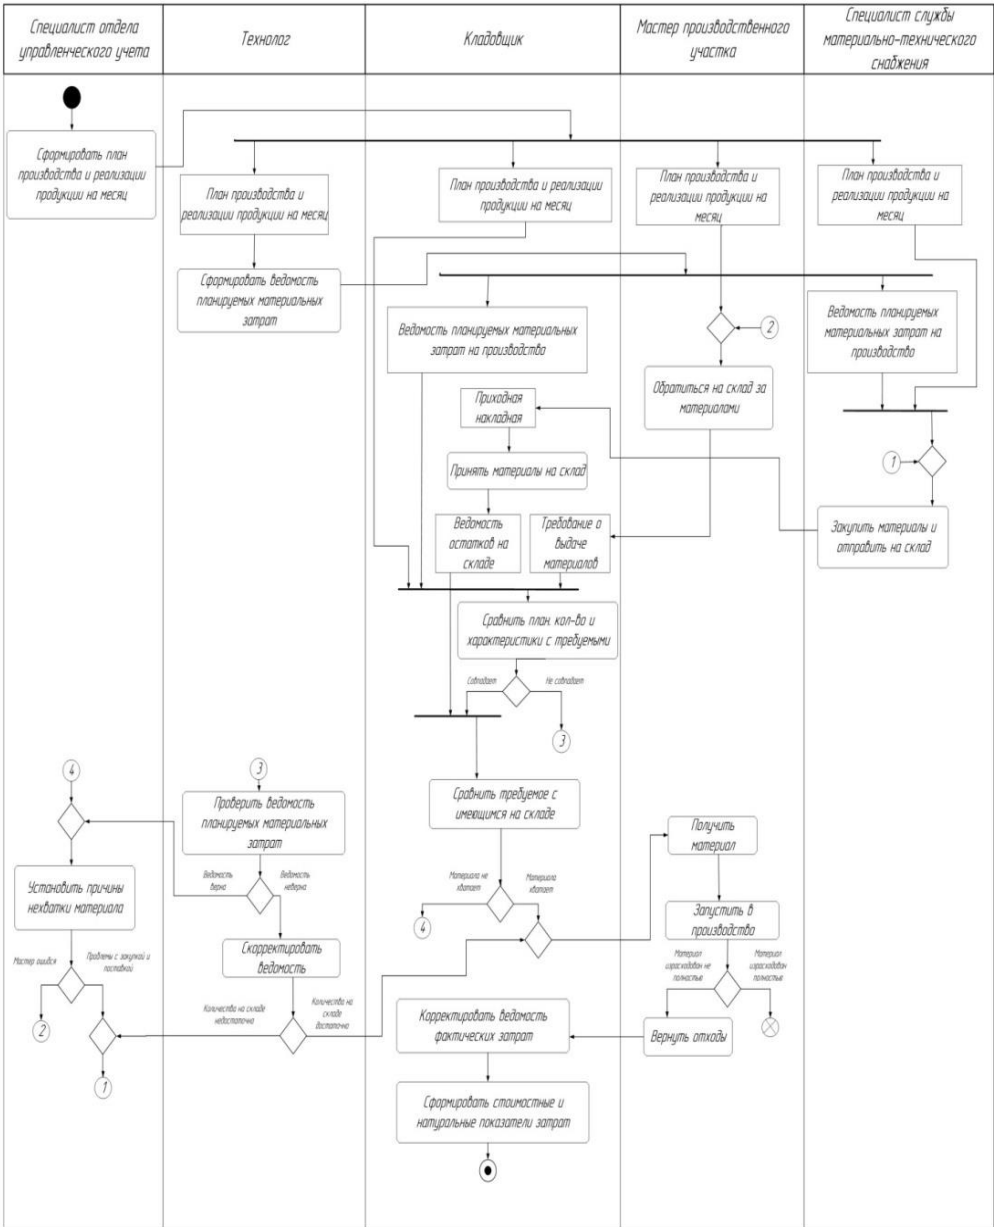 Специалист отдела
управленческого учета
Технолог
Кладовщик
Мастер производственного
участка
Специалист службы
материально-технического
снабжения
Сформировать план
производства и реализации
продукции на месяц
План производства и
реализации продукции на
месяц
План производства и реализации
продукции на месяц
План производства и
реализации продукции на
месяц
План производства и
реализации продукции на
месяц
Сформировать ведомость
планируемых материальных
затрат
Ведомость планируемых материальных
затрат на производство
Ведомость планируемых
материальных затрат на
производство
2
Обратиться на склад за
материалами
Приходная
накладная
Принять материалы на склад
1
Закупить материалы и
отправить на склад
Ведомость
остатков на
складе
Требование о
выдаче
материалов
Сравнить план. кол-во и
характеристики с требуемыми
Совпадает
Не совпадает
3
4
3
Проверить ведомость
планируемых материальных
затрат
Сравнить требуемое с
имеющимся на складе
Получить
материал
Установить причины
нехватки материала
Ведомость
верна
Ведомость
неверна
Материала не
хватает
Материала
хватает
4
Запустить в
производство
Скорректировать
ведомость
Мастер ошибся
Проблемы с закупкой и
поставкой
Материал
израсходован не
полностью
Материал
израсходован
полностью
2
Количества на складе
недостаточно
Количества на
складе
достаточно
Корректировать ведомость
фактических затрат
Вернуть отходы
1
Сформировать стоимостные и
натуральные показатели затрат